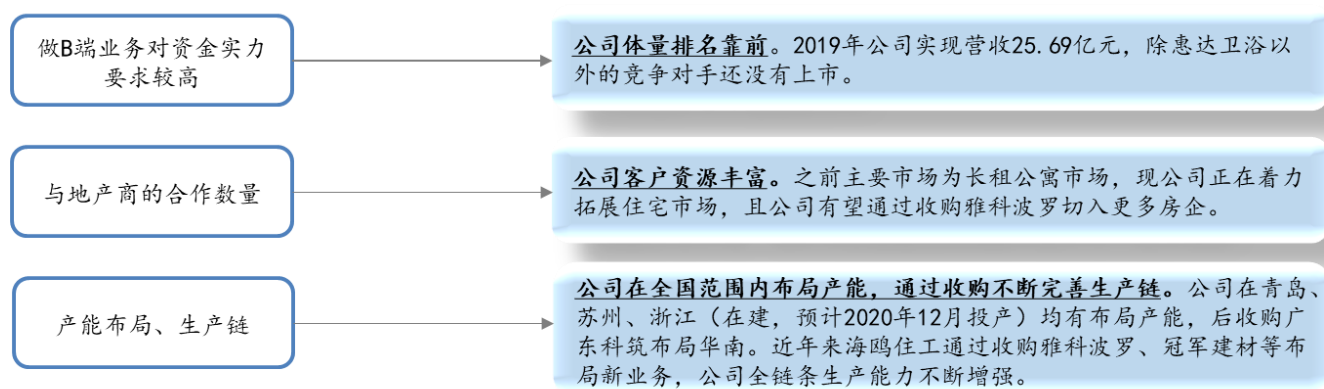 做B端业务对资金实力
要求较高
公司体量排名靠前。2019年公司实现营收25.69亿元，除惠达卫浴以
外的竞争对手还没有上市。
与地产商的合作数量
公司客户资源丰富。之前主要市场为长租公寓市场，现公司正在着力
拓展住宅市场，且公司有望通过收购雅科波罗切入更多房企。
产能布局、生产链
公司在全国范围内布局产能，通过收购不断完善生产链。公司在青岛、
苏州、浙江（在建，预计2020年12月投产）均有布局产能，后收购广
东科筑布局华南。近年来海鸥住工通过收购雅科波罗、冠军建材等布
局新业务，公司全链条生产能力不断增强。